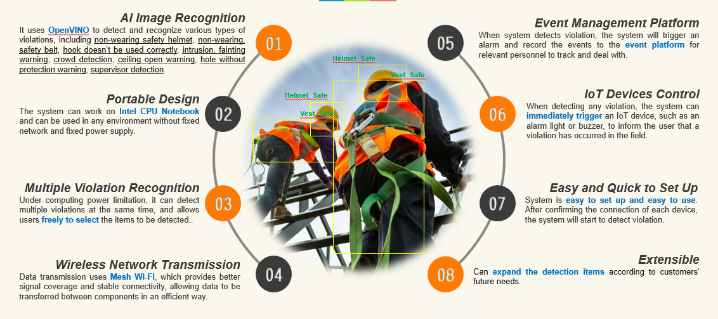 AI Image Recognition
It uses OpenVINO to detect and recognize various types of
violations, including non-wearing safety helmet, non-wearing
safety belt, hook doesn't be used correctly, Intrusion, fainting
warning, crowd detection, ceiling open warning, hole without
protection warning, supervisor detection.
01
Portable Design
The system can work on Intel CPU Notebook
and can be used in any environment without fixed
network and fixed power supply.
02
Multiple Violation Recognition
Under computing power limitation, it can detect
multiple violations at the same time, and allows
users freely to select the items to be detected..
03
Wireless Network Transmission
Data transmission uses Mesh Wi-Fi, which provides better
signal coverage and stable connectivity, allowing data to be
transferred between components in an efficient way.
04
Helmet_Safe
Vest_Safe
Helmet_Safe
Vest_Safe
05
Event Management Platform
When system detects violation, the system will trigger an
alarm and record the events to the event platform for
relevant personnel to track and deal with.
06
IoT Devices Control
When detecting any violation, the system can
immediately trigger an IoT device, such as an
alarm light or buzzer, to inform the user that a
violation has occurred in the field.
07
Easy and Quick to Set Up
System is easy to set up and easy to use.
After confirming the connection of each device,
the system will start to detect violation.
08
Extensible
Can expand the detection items according to customers'
future needs.